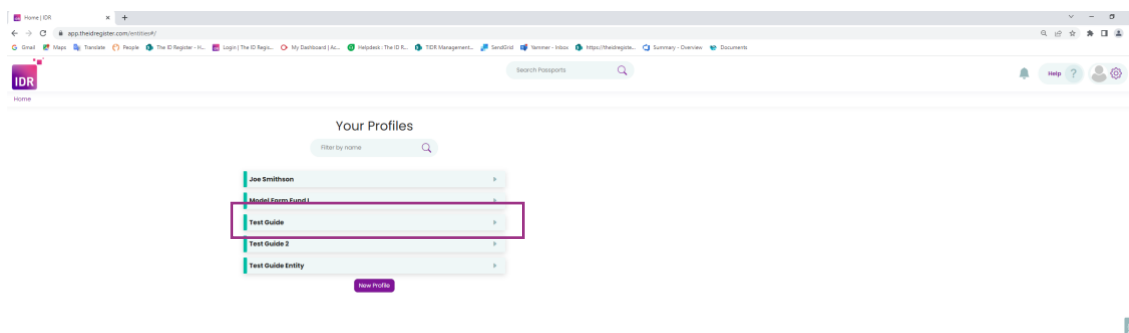 Home | IDR
app.theidregister.com/entities#/
Gmail Maps Translate People The ID Register - H... Login | The ID Regis... My Dashboard | Ac... Helpdesk : The ID R... TIDR Management... SendGrid Yammer - Inbox https://theidregiste... Summary - Overview Documents
IDR
Search Passports
Help ?
Home
Your Profiles
Filter by name
Joe Smithson
Model Form Fund I
Test Guide
Test Guide 2
Test Guide Entity
New Profile